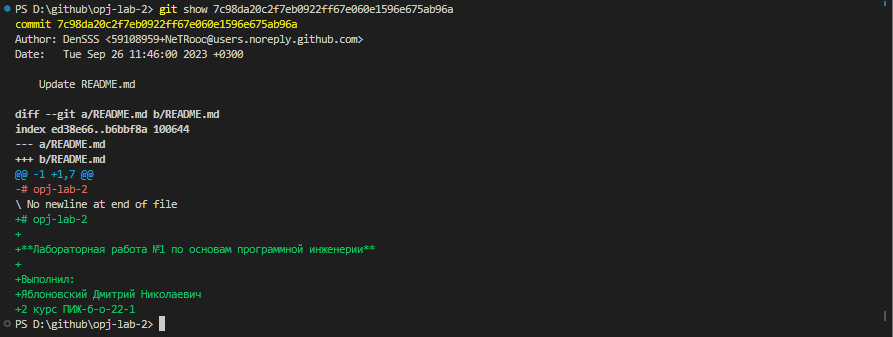 PS D:\github\opj-lab-2> git show 7c98da20c2f7eb0922ff67e060e1596e675ab96a
commit 7c98da20c2f7eb0922ff67e060e1596e675ab96a
Author: DenSSS <59108959+NeTRooc@users.noreply.github.com>
Date:   Tue Sep 26 11:46:00 2023 +0300

    Update README.md

diff --git a/README.md b/README.md
index ed38e66..b6bbf8a 100644
--- a/README.md
+++ b/README.md
@@ -1 +1,7 @@
-# opj-lab-2
\ No newline at end of file
+# opj-lab-2
+
+**Лабораторная работа №1 по основам программной инженерии**
+
+Выполнил:
+Яблоновский Дмитрий Николаевич
+2 курс ПИЖ-б-о-22-1
PS D:\github\opj-lab-2>